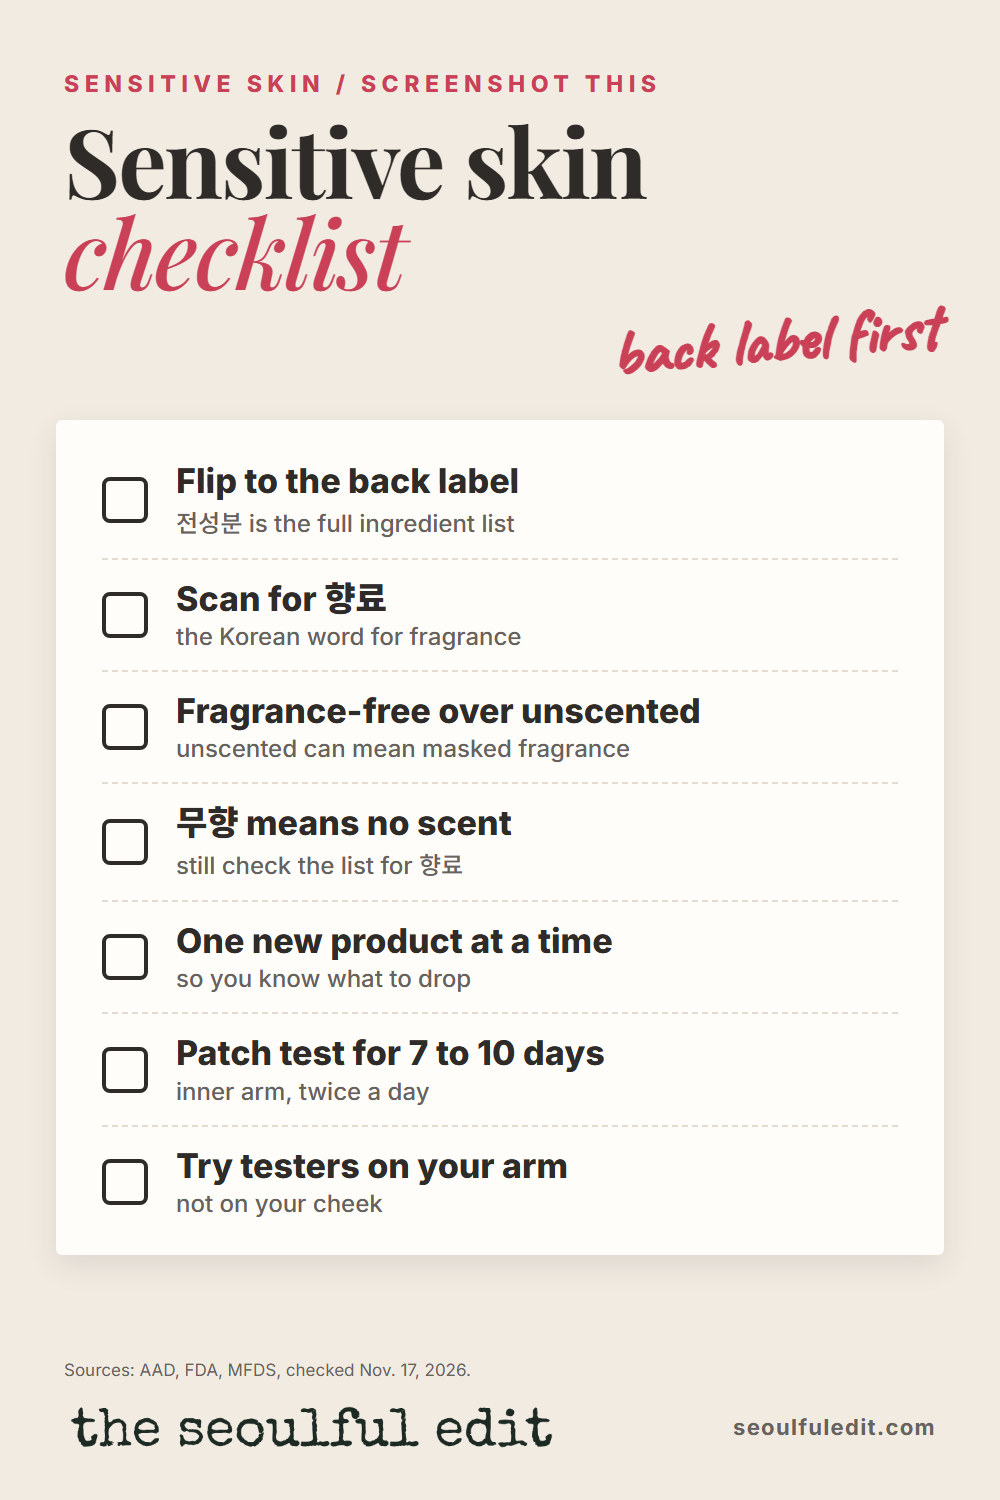 SENSITIVE SKIN / SCREENSHOT THIS
Sensitive skin
checklist
back label first
Flip to the back label
전성분 is the full ingredient list
Scan for 향료
the Korean word for fragrance
Fragrance-free over unscented
unscented can mean masked fragrance
무향 means no scent
still check the list for 향료
One new product at a time
so you know what to drop
Patch test for 7 to 10 days
inner arm, twice a day
Try testers on your arm
not on your cheek
Sources: AAD, FDA, MFDS, checked Nov. 17, 2026.
the seoulful edit
seoulfuledit.com